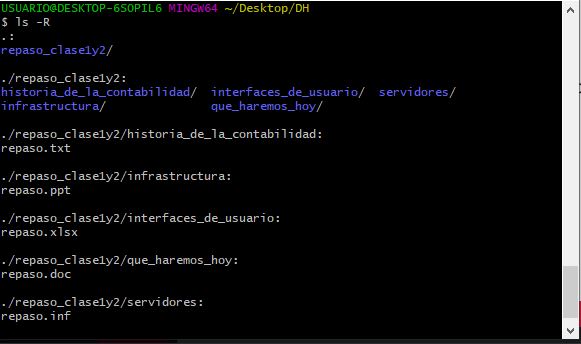 USUARIO@DESKTOP-6SOPIL6 MINGW64 ~/Desktop/DH
$ ls -R
.:
repaso_clase1y2/

./repaso_clase1y2:
historia_de_la_contabilidad/  interfaces_de_usuario/  servidores/
infrastructura/               que_haremos_hoy/

./repaso_clase1y2/historia_de_la_contabilidad:
repaso.txt

./repaso_clase1y2/infrastructura:
repaso.ppt

./repaso_clase1y2/interfaces_de_usuario:
repaso.xlsx

./repaso_clase1y2/que_haremos_hoy:
repaso.doc

./repaso_clase1y2/servidores:
repaso.inf